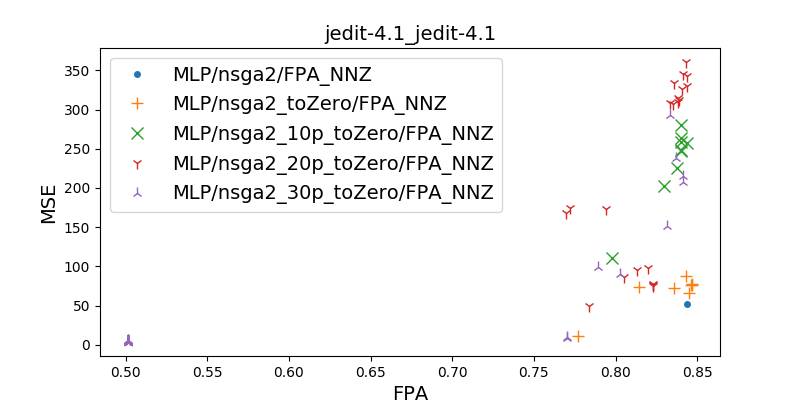 jedit-4.1_jedit-4.1
MLP/nsga2/FPA_NNZ
MLP/nsga2_toZero/FPA_NNZ
MLP/nsga2_10p_toZero/FPA_NNZ
MLP/nsga2_20p_toZero/FPA_NNZ
MLP/nsga2_30p_toZero/FPA_NNZ
MSE
350
300
250
200
150
100
50
0
0.50 0.55 0.60 0.65 0.70 0.75 0.80 0.85
FPA